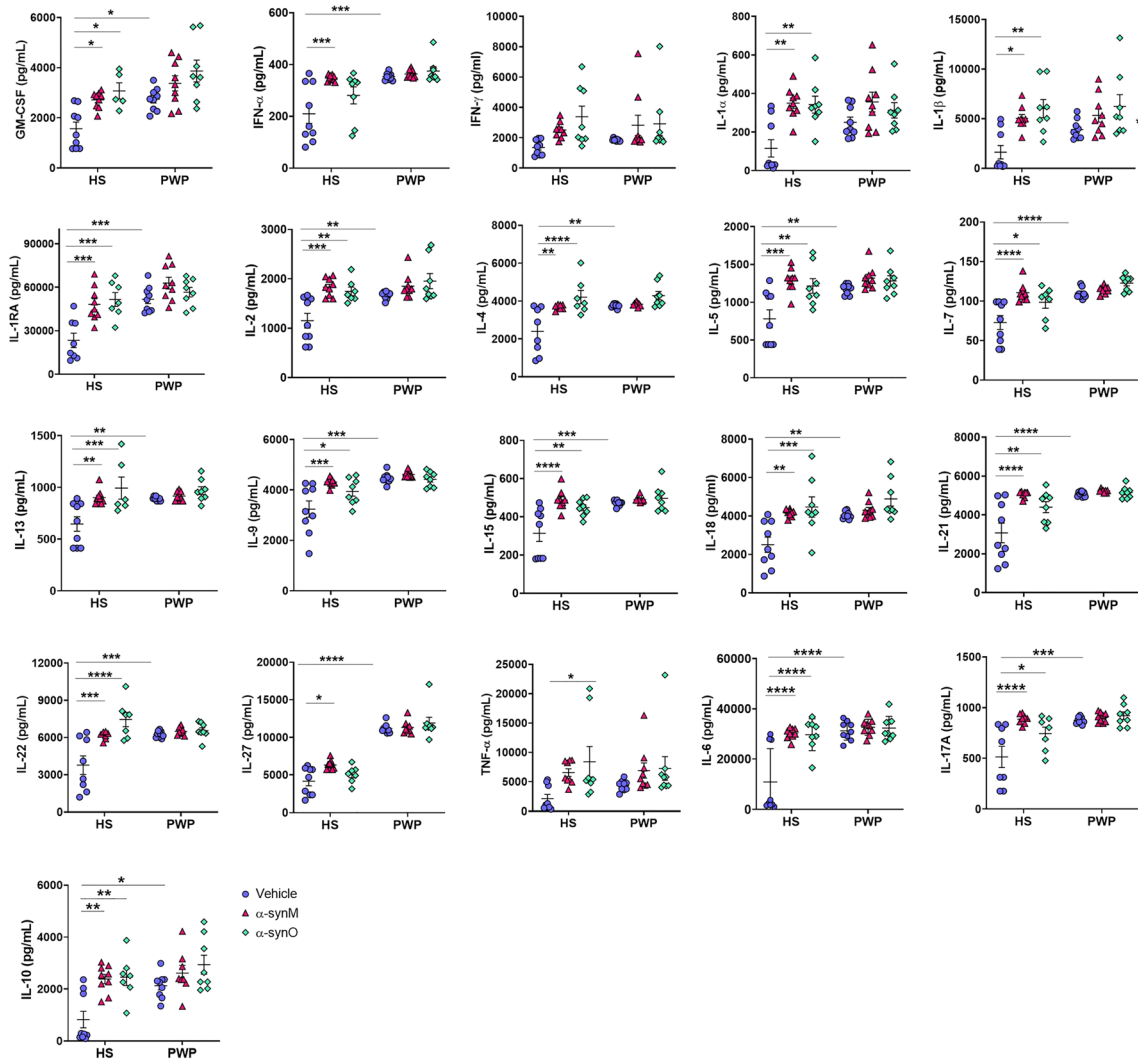 GM-CSF (pg/mL)
6000
4000
2000
0
*
*
*
HS
PWP
IFN-α (pg/mL)
600
400
200
0
***
***
HS
PWP
IFN-γ (pg/ml)
10000
8000
6000
4000
2000
0
HS
PWP
IL-1α (pg/mL)
800
600
400
200
0
**
**
HS
PWP
IL-1β (pg/mL)
15000
10000
5000
0
**
*
HS
PWP
*
IL-1RA (pg/mL)
90000
60000
30000
0
***
***
***
HS
PWP
IL-2 (pg/mL)
3000
2000
1000
0
**
**
***
HS
PWP
IL-4 (pg/mL)
8000
6000
4000
2000
0
**
****
**
HS
PWP
IL-5 (pg/mL)
2000
1500
1000
500
0
**
**
***
HS
PWP
IL-7 (pg/mL)
200
150
100
50
0
****
*
****
HS
PWP
IL-13 (pg/mL)
1500
1000
500
0
**
***
**
HS
PWP
IL-9 (pg/mL)
6000
4000
2000
0
***
*
***
HS
PWP
IL-15 (pg/mL)
800
600
400
200
0
***
**
****
HS
PWP
IL-18 (pg/ml)
8000
6000
4000
2000
0
**
***
**
HS
PWP
IL-21 (pg/mL)
8000
6000
4000
2000
0
****
**
****
HS
PWP
IL-22 (pg/mL)
12000
9000
6000
3000
0
***
****
***
HS
PWP
IL-27 (pg/mL)
20000
15000
10000
5000
0
****
*
HS
PWP
TNF-α (pg/mL)
25000
20000
15000
10000
5000
0
*
HS
PWP
IL-6 (pg/mL)
60000
40000
20000
0
****
****
****
HS
PWP
IL-17A (pg/mL)
1500
1000
500
0
***
*
****
HS
PWP
IL-10 (pg/mL)
6000
4000
2000
0
*
**
**
HS
PWP
Vehicle
α-synM
α-synO